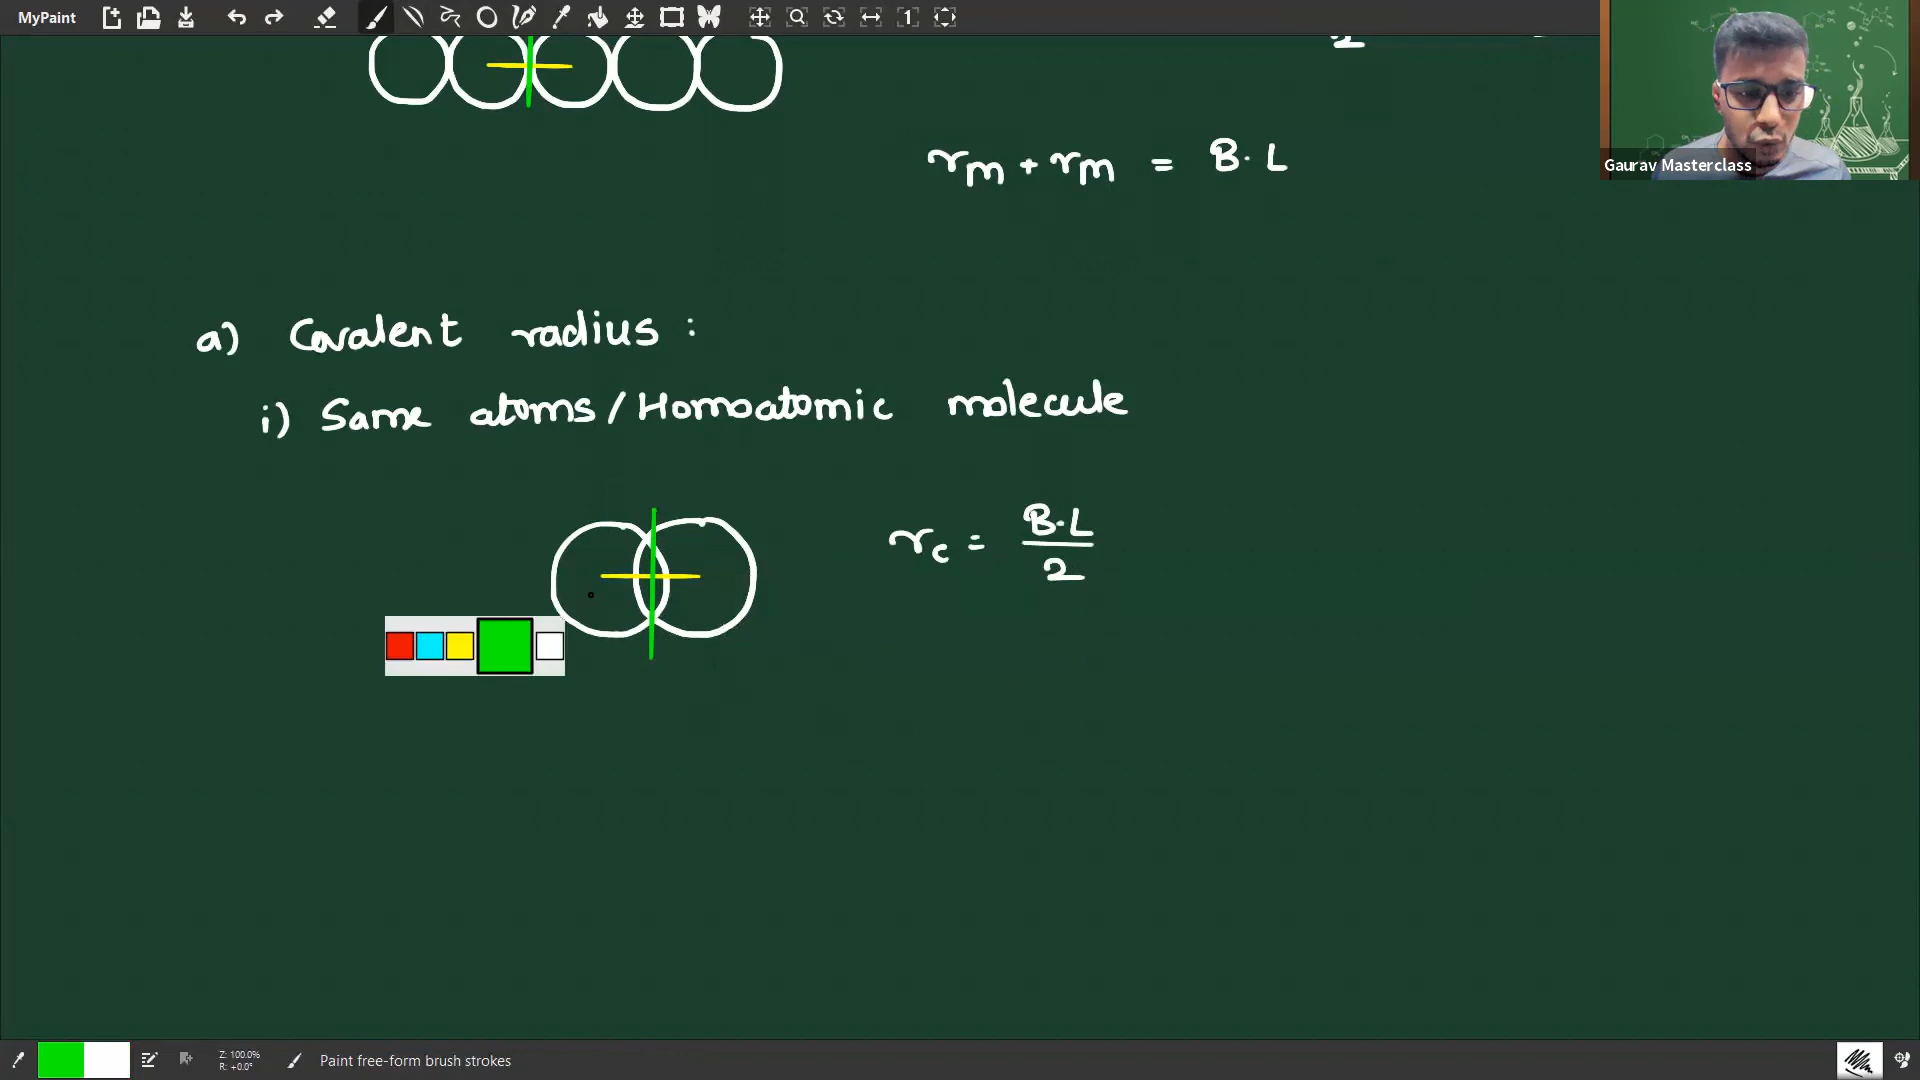 MyPaint
Gaurav Masterclass
2
rm + rm = B.L
a) Covalent radius :
i) Same atoms/Homoatomic molecule
rc = B.L
2
Z: 100.0%
R: +0.0°
Paint free-form brush strokes